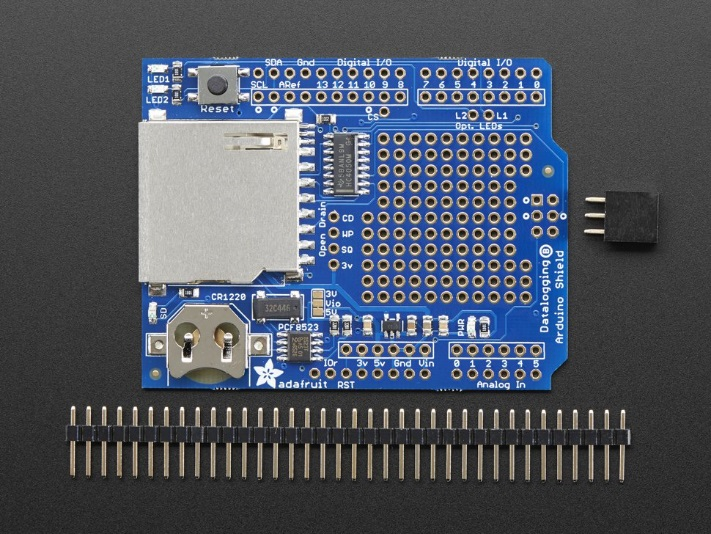 SDA Gnd Digital I/O Digital I/O
LED1
LED2
SCL ARef 13 12 11 10 9 8 7 6 5 4 3 2 1 0
Reset
CS
L2 L1
Opt. LEDs
Open Drain
CD
WP
SQ
3v
Datalogging
Arduino Shield
CR1220
3V
Vio
5V
SD
PCF8523
PWR
IOr 3v 5v Gnd Vin
0 1 2 3 4 5
adafruit RST Analog In